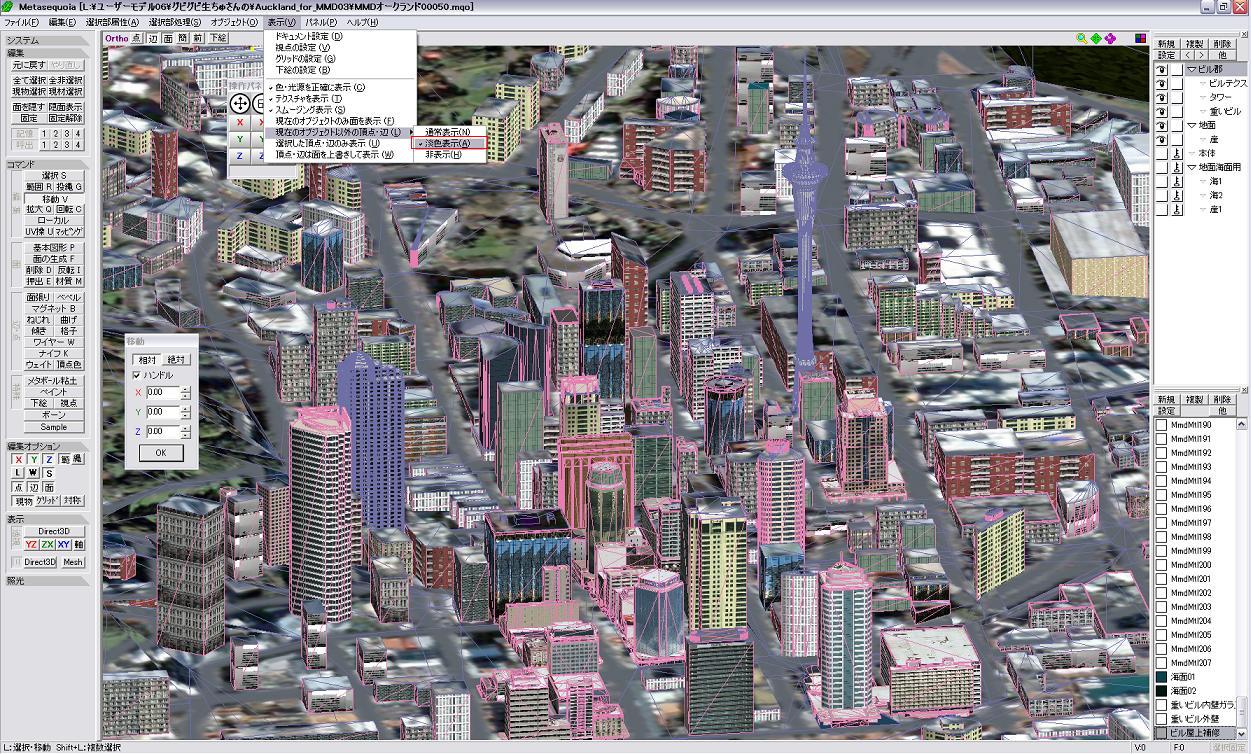 Metasequoia [L:¥ユーザーモデル06¥グビグビ生ちゅさんの¥Auckland_for_MMD03¥MMDオークランド00050.mqo]
ファイル(F) 編集(E) 選択部属性(A) 選択部処理(S) オブジェクト(O) 表示(V) パネル(P) ヘルプ(H)
システム
編集
元に戻す やり直し
全て選択 全非選択
現物選択 現材選択
面を隠す 隠面表示
固定 固定解除
記憶 1 2 3 4
呼出 1 2 3 4
コマンド
選択 S
範囲 R 投縄 G
移動 V
拡大 Q 回転 C
ローカル
UV操 U マッピング
基本図形 P
面の生成 F
削除 D 反転 I
押出 E 材質 M
面張り ベベル
マグネット B
ねじれ 曲げ
傾き 格子
ワイヤー W
ナイフ K
ウェイト 頂点色
メタボール 粘土
ペイント
下絵 視点
ボーン
Sample
編集オプション
X Y Z 範 縄
L W S
点 辺 面
現物 グリッド 対称
表示
Direct3D
YZ ZX XY 軸
Direct3D Mesh
照光
Ortho 点 辺 面 簡 前 下絵
ドキュメント設定 (D)
視点の設定 (V)
グリッドの設定 (G)
下絵の設定 (B)
色・光源を正確に表示 (C)
テクスチャを表示 (T)
スムージング表示 (S)
現在のオブジェクトのみ面を表示 (F)
現在のオブジェクト以外の頂点・辺 (L)
選択した頂点・辺のみ表示 (U)
頂点・辺は面を上書きして表示 (W)
通常表示(N)
淡色表示(A)
非表示(H)
操作パネ
X X
Y Y
Z Z
移動
相対 絶対
ハンドル
X 0.00
Y 0.00
Z 0.00
OK
新規 複製 削除
設定 < > 他
ビル郡
ビルテクス
タワー
重いビル
地面
座
本体
地面海面用
海1
海2
座1
新規 複製 削除
設定 他
MmdMtl190
MmdMtl191
MmdMtl192
MmdMtl193
MmdMtl194
MmdMtl195
MmdMtl196
MmdMtl197
MmdMtl198
MmdMtl199
MmdMtl200
MmdMtl201
MmdMtl202
MmdMtl203
MmdMtl204
MmdMtl205
MmdMtl206
MmdMtl207
海面01
海面02
重いビル内壁ガラ
重いビル外壁
ビル屋上補修
L:選択・移動 Shift+L:複数選択
V:0 F:0 選択固定